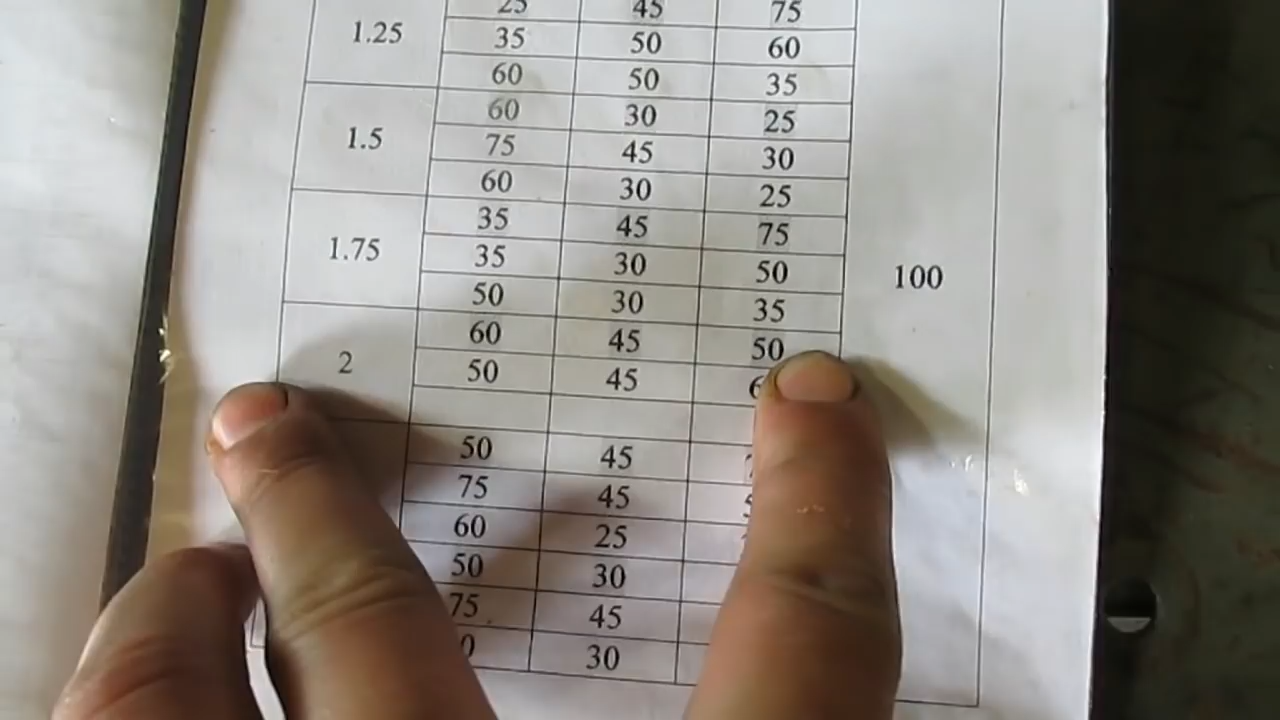 25 45 75
1.25 35 50 60
60 50 35
60 30 25
1.5 75 45 30
60 30 25
35 45 75
1.75 35 30 50
50 30 35
100
60 45 50
2 50 45
50 45
75 45
60 25
50 30
75 45
30